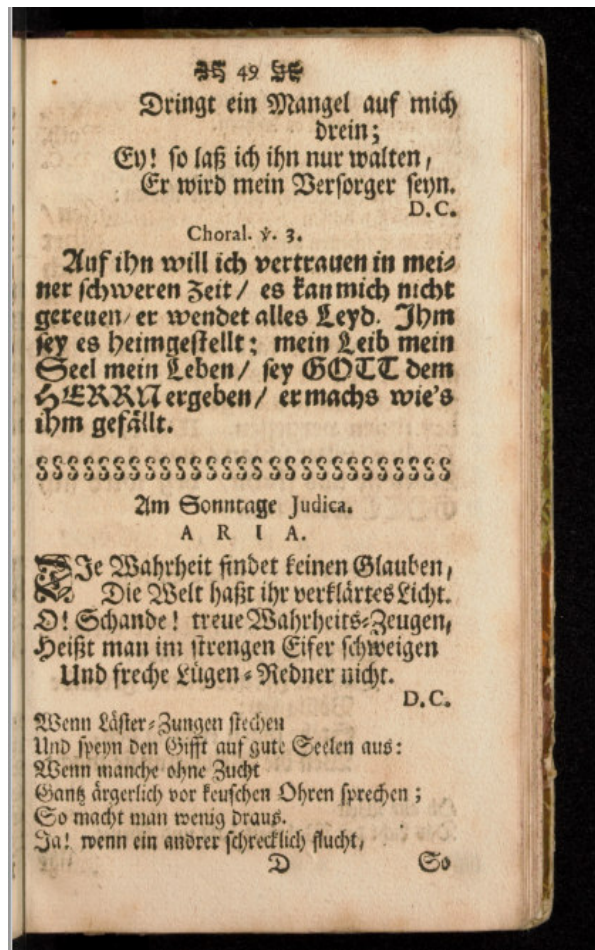 49
Dringt ein Mangel auf mich
drein;
Ey! so laß ich ihn nur walten,
Er wird mein Versorger seyn.
D.C.
Choral. v. 3.
Auf ihn will ich vertrauen in mei-
ner schweren Zeit/ es kan mich nicht
gereuen/ er wendet alles Leyd. Ihm
sey es heimgestellt; mein Leib mein
Seel mein Leben/ sey GOTT dem
HERRN ergeben/ er machs wie's
ihm gefällt.
Am Sonntage Judica.
ARIA.
DIe Wahrheit findet keinen Glauben,
Die Welt haßt ihr verklärtes Licht.
O! Schande! treue Wahrheits-Zeugen,
Heißt man im strengen Eifer schweigen
Und freche Lügen-Redner nicht.
D.C.
Wenn Läster-Zungen stechen
Und speyn den Gifft auf gute Seelen aus:
Wenn manche ohne Zucht
Gantz ärgerlich vor keuschen Ohren sprechen;
So macht man wenig draus.
Ja! wenn ein andrer schrecklich flucht,
D So